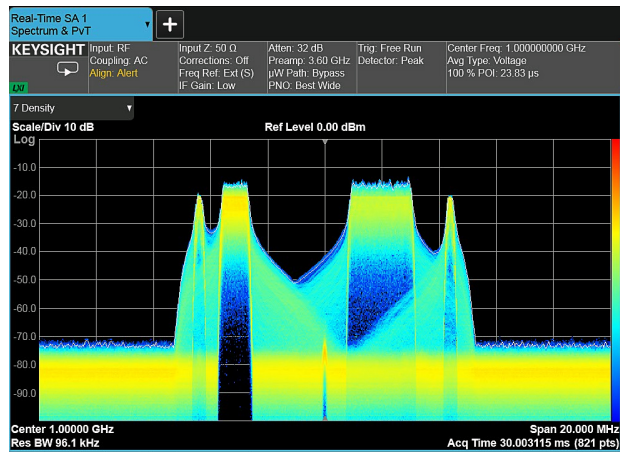 Real-Time SA 1
Spectrum & PvT
KEYSIGHT
Input: RF
Coupling: AC
Align: Alert
LXI
Input Z: 50 Ω
Corrections: Off
Freq Ref: Ext (S)
IF Gain: Low
Atten: 32 dB
Preamp: 3.60 GHz
µW Path: Bypass
PNO: Best Wide
Trig: Free Run
Detector: Peak
Center Freq: 1.000000000 GHz
Avg Type: Voltage
100 % POI: 23.83 µs
7 Density
Scale/Div 10 dB
Ref Level 0.00 dBm
Log
-10.0
-20.0
-30.0
-40.0
-50.0
-60.0
-70.0
-80.0
-90.0
Center 1.00000 GHz
Span 20.000 MHz
Res BW 96.1 kHz
Acq Time 30.003115 ms (821 pts)